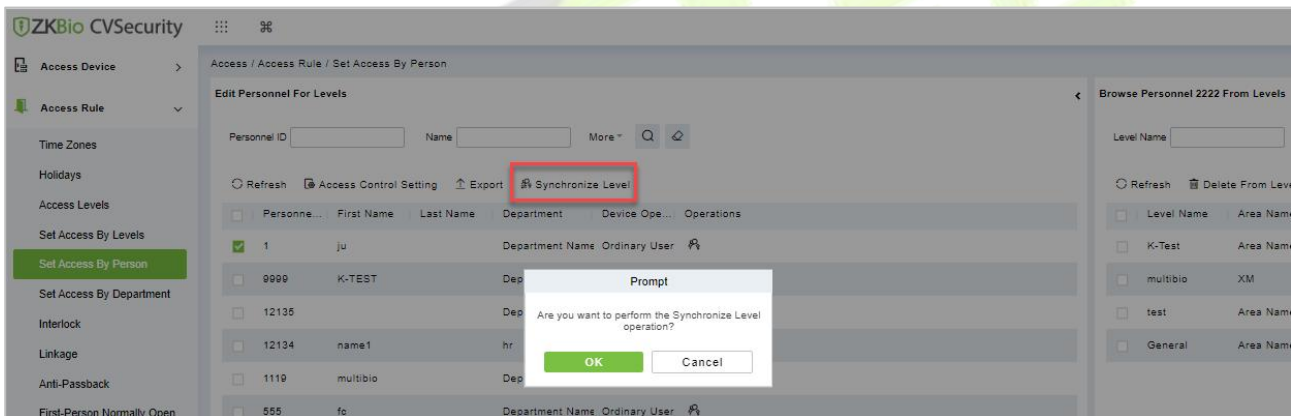 ZKBio CVSecurity
Access Device
Access Rule
Time Zones
Holidays
Access Levels
Set Access By Levels
Set Access By Person
Set Access By Department
Interlock
Linkage
Anti-Passback
First-Person Normally Open
Access / Access Rule / Set Access By Person
Edit Personnel For Levels
Personnel ID Name More
Refresh Access Control Setting Export Synchronize Level
Personne... First Name Last Name Department Device Ope... Operations
1 ju Department Name Ordinary User
9999 K-TEST Dep
12135 Dep
12134 name1 hr
1119 multibio Dep
555 fc Department Name Ordinary User
Prompt
Are you want to perform the Synchronize Level
operation?
OK Cancel
Browse Personnel 2222 From Levels
Level Name
Refresh Delete From Leve
Level Name Area Name
K-Test Area Name
multibio XM
test Area Name
General Area Name